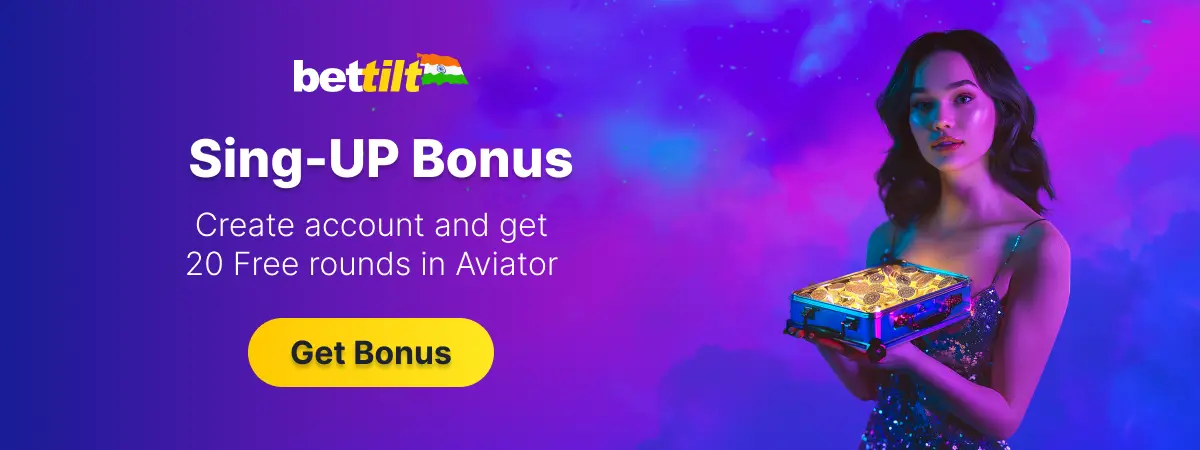 bettilt
Sing-UP Bonus
Create account and get
20 Free rounds in Aviator
Get Bonus